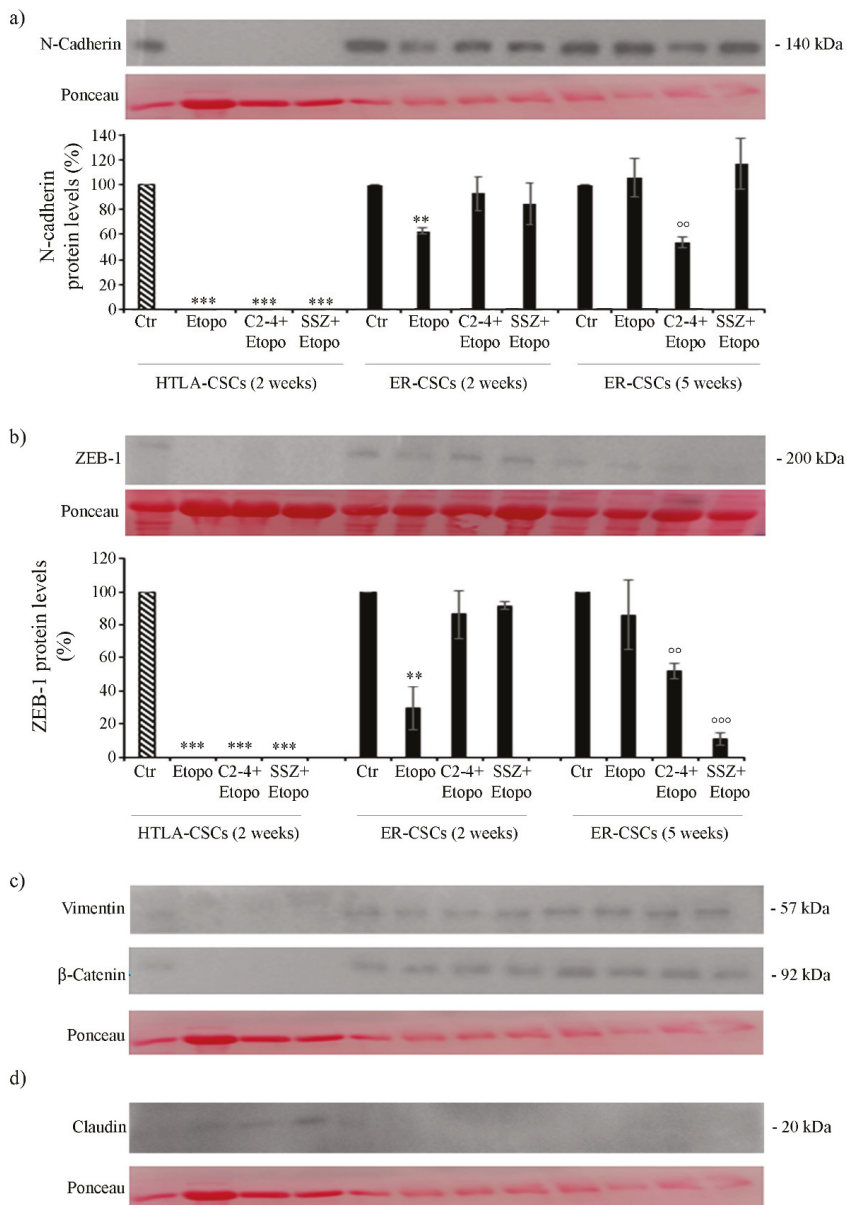 a)
N-Cadherin
- 140 kDa
Ponceau
N-cadherin
protein levels (%)
140
120
100
80
60
40
20
0
*** *** *** ** °°
Ctr Etopo C2-4+ Etopo SSZ+ Etopo Ctr Etopo C2-4+ Etopo SSZ+ Etopo Ctr Etopo C2-4+ Etopo SSZ+ Etopo
HTLA-CSCs (2 weeks) ER-CSCs (2 weeks) ER-CSCs (5 weeks)
b)
ZEB-1
- 200 kDa
Ponceau
ZEB-1 protein levels
(%)
120
100
80
60
40
20
0
*** *** *** ** °° °°°
Ctr Etopo C2-4+ Etopo SSZ+ Etopo Ctr Etopo C2-4+ Etopo SSZ+ Etopo Ctr Etopo C2-4+ Etopo SSZ+ Etopo
HTLA-CSCs (2 weeks) ER-CSCs (2 weeks) ER-CSCs (5 weeks)
c)
Vimentin
- 57 kDa
β-Catenin
- 92 kDa
Ponceau
d)
Claudin
- 20 kDa
Ponceau